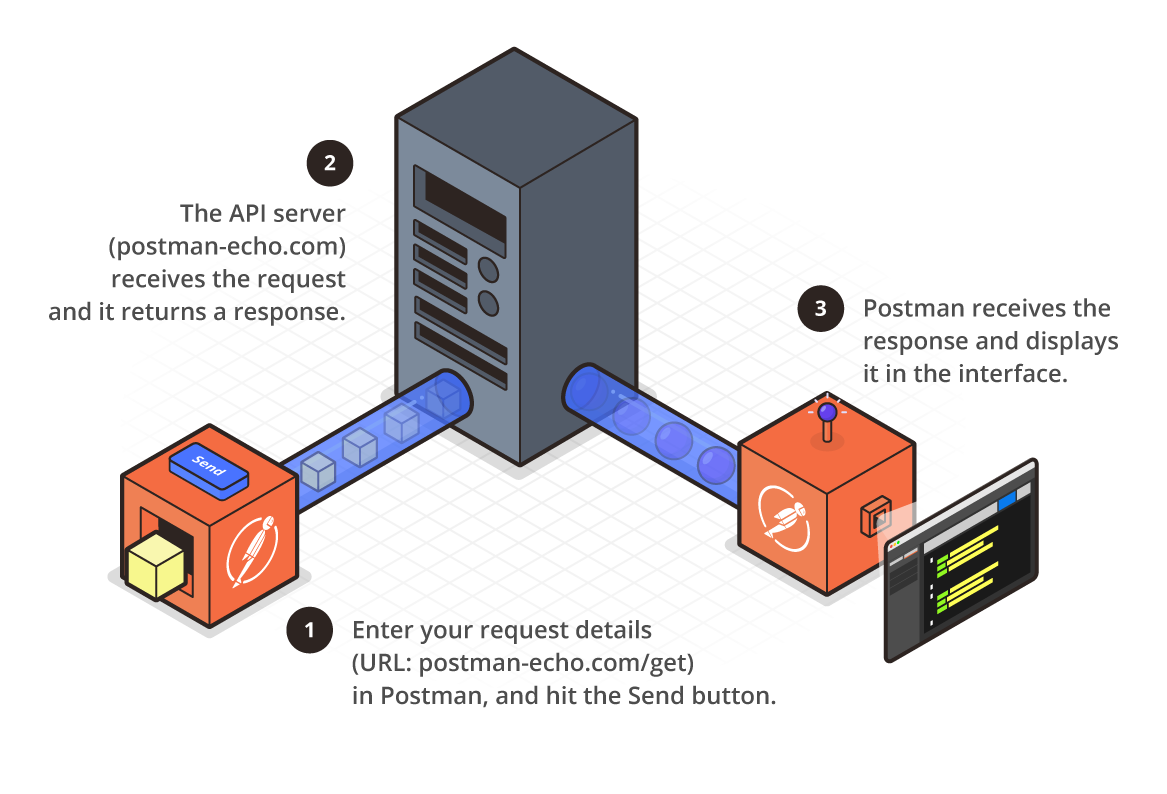 2
The API server
(postman-echo.com)
receives the request
and it returns a response.
3
Postman receives the
response and displays
it in the interface.
Send
1
Enter your request details
(URL: postman-echo.com/get)
in Postman, and hit the Send button.